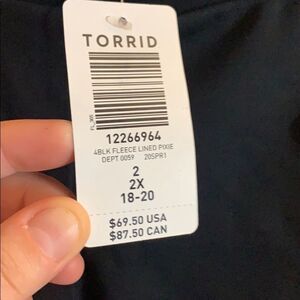 TORRID
FL_305
12266964
4BLK FLEECE LINED PIXIE
DEPT 0059 20SPR1
2
2X
18-20
$69.50 USA
$87.50 CAN